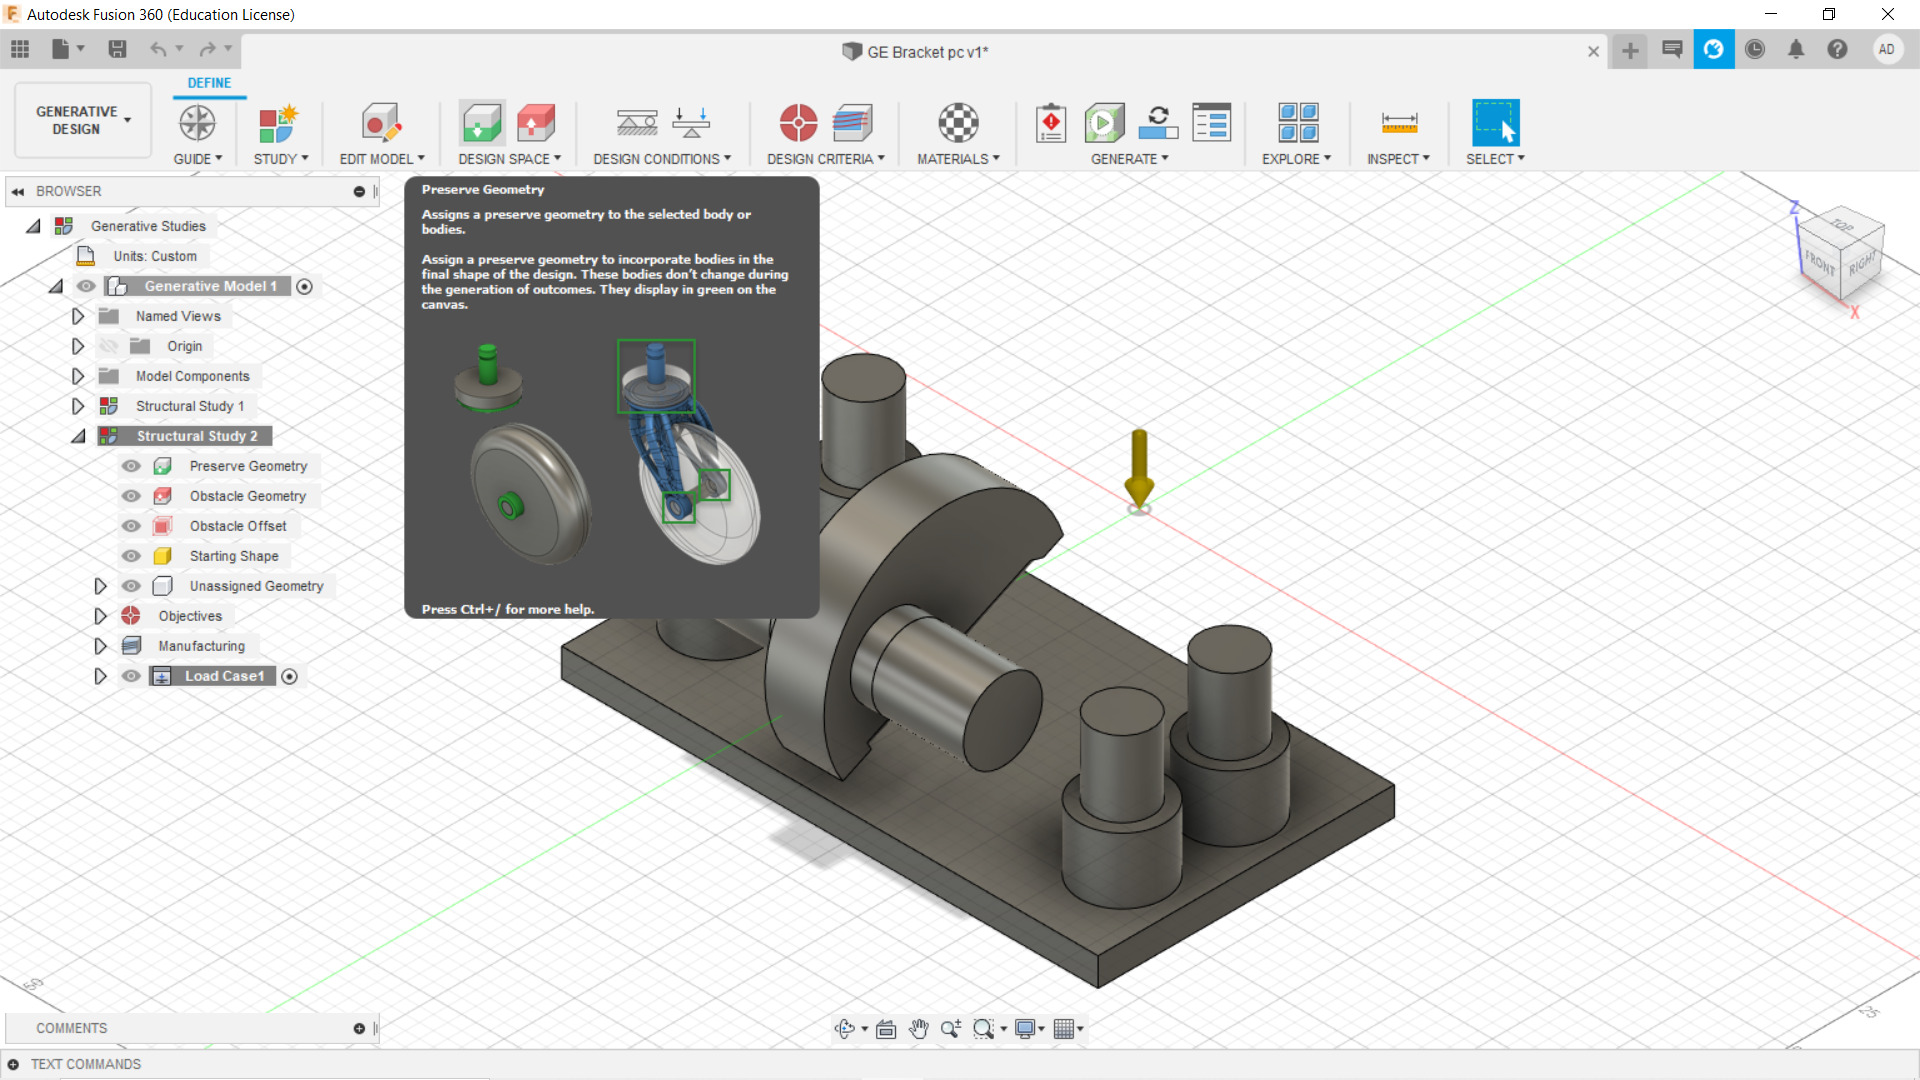 Autodesk Fusion 360 (Education License)
GE Bracket pc v1*
AD
DEFINE
GENERATIVE DESIGN
GUIDE
STUDY
EDIT MODEL
DESIGN SPACE
DESIGN CONDITIONS
DESIGN CRITERIA
MATERIALS
GENERATE
EXPLORE
INSPECT
SELECT
BROWSER
Generative Studies
Units: Custom
Generative Model 1
Named Views
Origin
Model Components
Structural Study 1
Structural Study 2
Preserve Geometry
Obstacle Geometry
Obstacle Offset
Starting Shape
Unassigned Geometry
Objectives
Manufacturing
Load Case1
Preserve Geometry
Assigns a preserve geometry to the selected body or
bodies.
Assign a preserve geometry to incorporate bodies in the
final shape of the design. These bodies don't change during
the generation of outcomes. They display in green on the
canvas.
Press Ctrl+/ for more help.
Z
TOP
FRONT
RIGHT
X
50
25
COMMENTS
TEXT COMMANDS